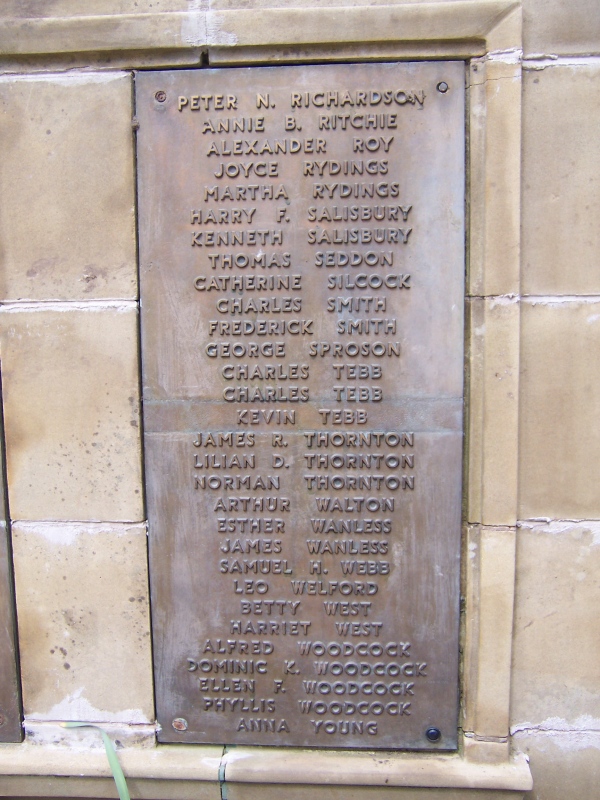 PETER N. RICHARDSON
ANNIE B. RITCHIE
ALEXANDER ROY
JOYCE RYDINGS
MARTHA RYDINGS
HARRY F. SALISBURY
KENNETH SALISBURY
THOMAS SEDDON
CATHERINE SILCOCK
CHARLES SMITH
FREDERICK SMITH
GEORGE SPROSON
CHARLES TEBB
CHARLES TEBB
KEVIN TEBB
JAMES R. THORNTON
LILIAN D. THORNTON
NORMAN THORNTON
ARTHUR WALTON
ESTHER WANLESS
JAMES WANLESS
SAMUEL H. WEBB
LEO WELFORD
BETTY WEST
HARRIET WEST
ALFRED WOODCOCK
DOMINIC K. WOODCOCK
ELLEN F. WOODCOCK
PHYLLIS WOODCOCK
ANNA YOUNG